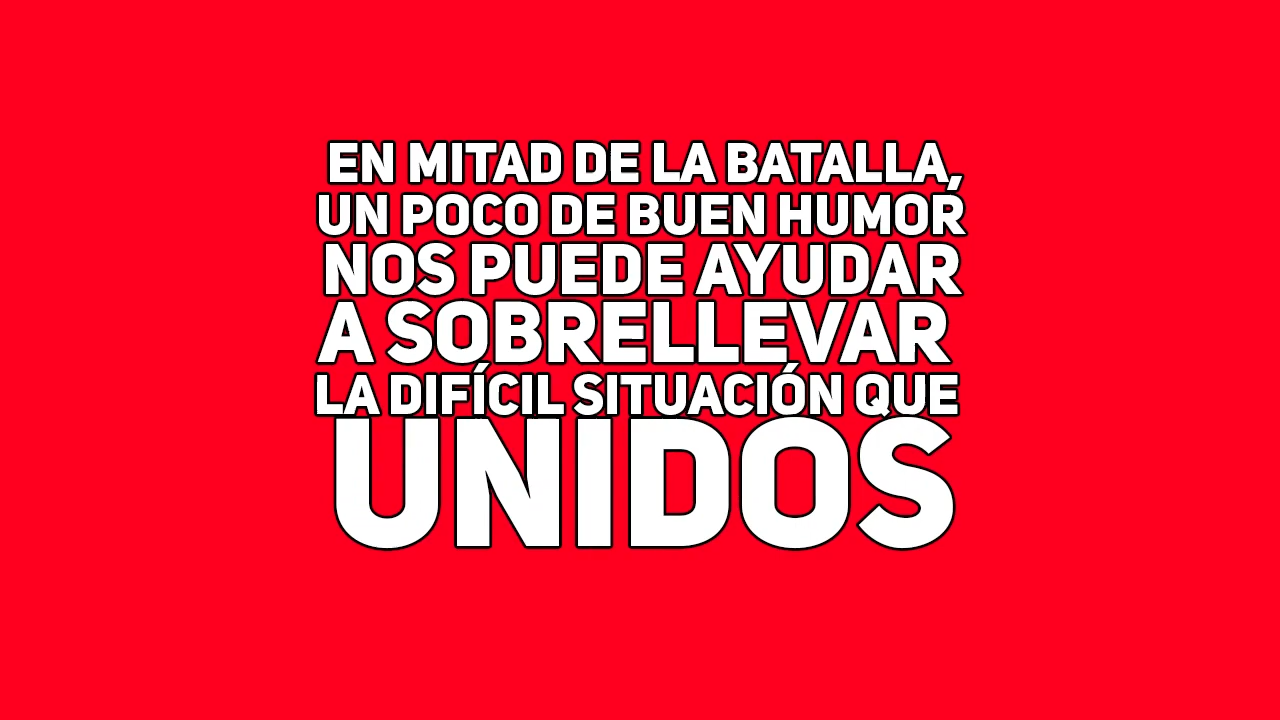 EN MITAD DE LA BATALLA,
UN POCO DE BUEN HUMOR
NOS PUEDE AYUDAR
A SOBRELLEVAR
LA DIFÍCIL SITUACIÓN QUE
UNIDOS